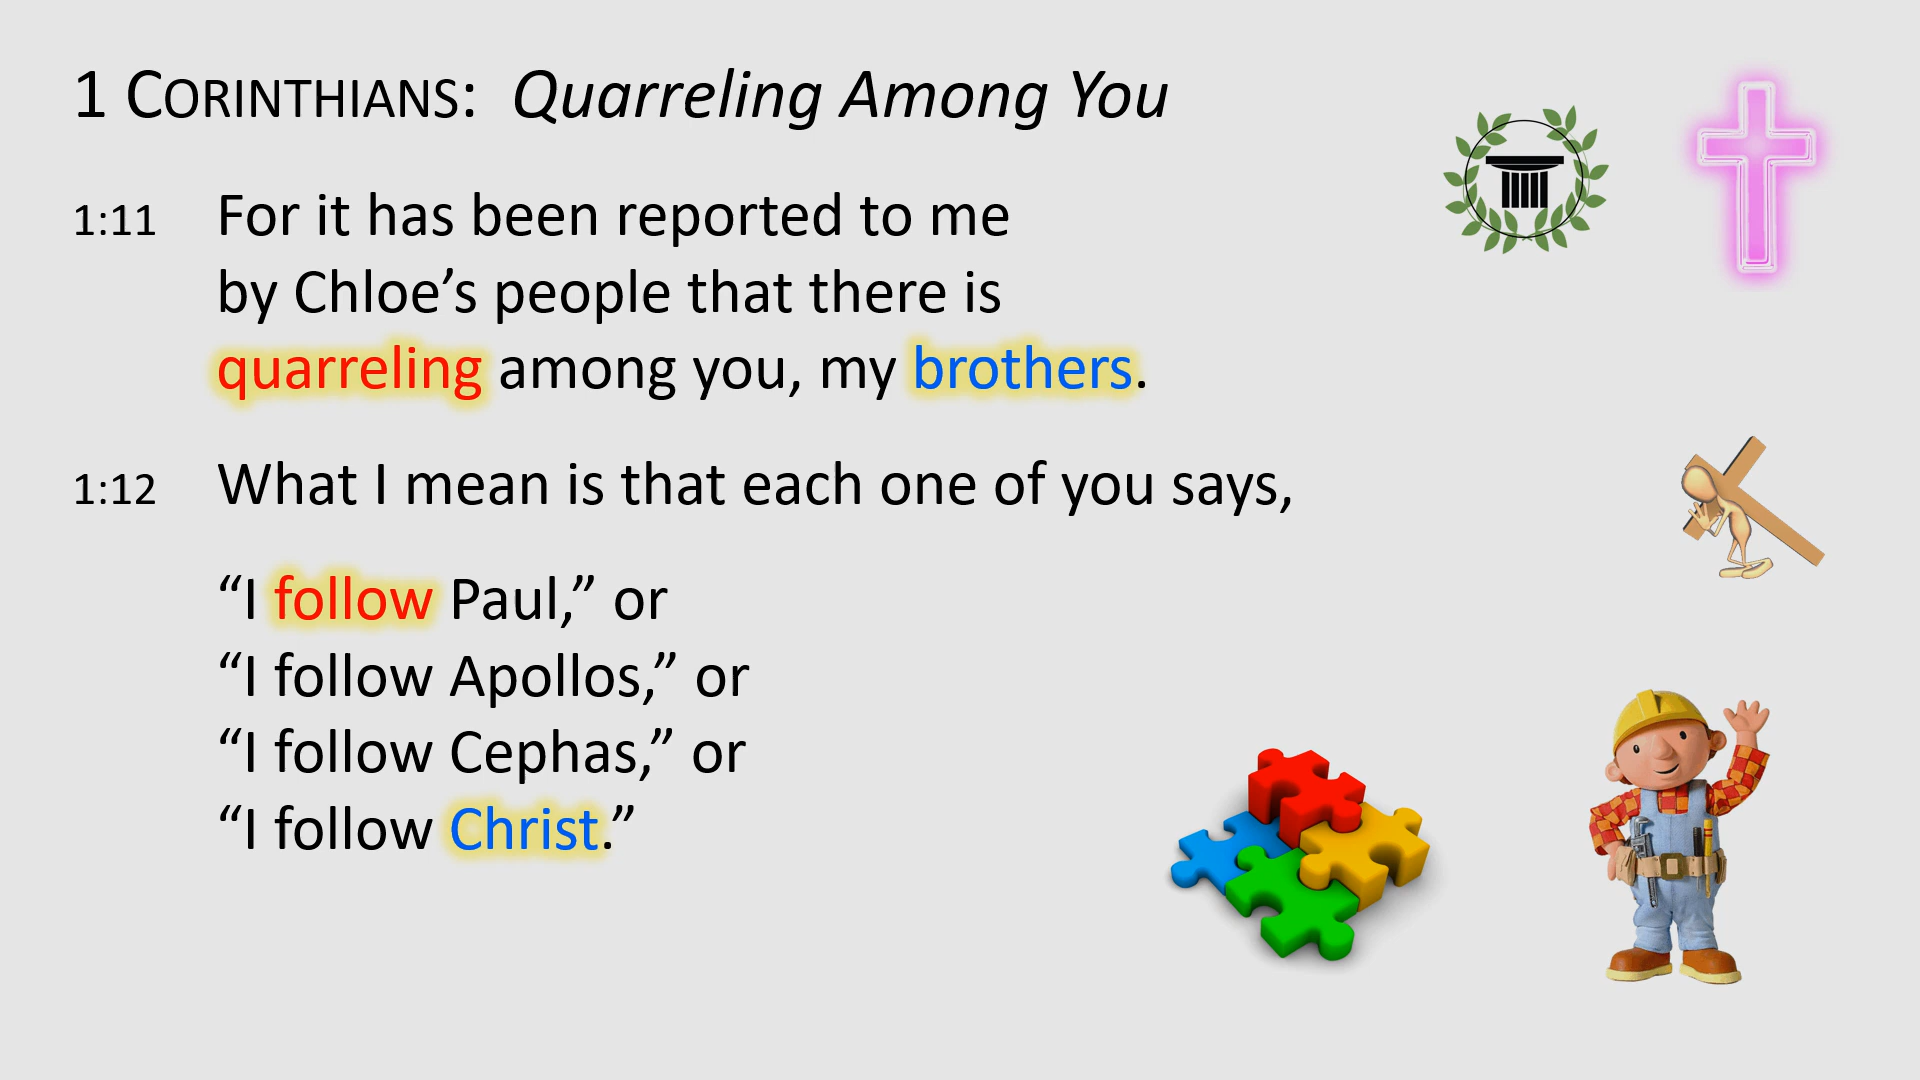 1 CORINTHIANS: Quarreling Among You
1:11 For it has been reported to me
by Chloe’s people that there is
quarreling among you, my brothers.
1:12 What I mean is that each one of you says,
“I follow Paul,” or
“I follow Apollos,” or
“I follow Cephas,” or
“I follow Christ.”